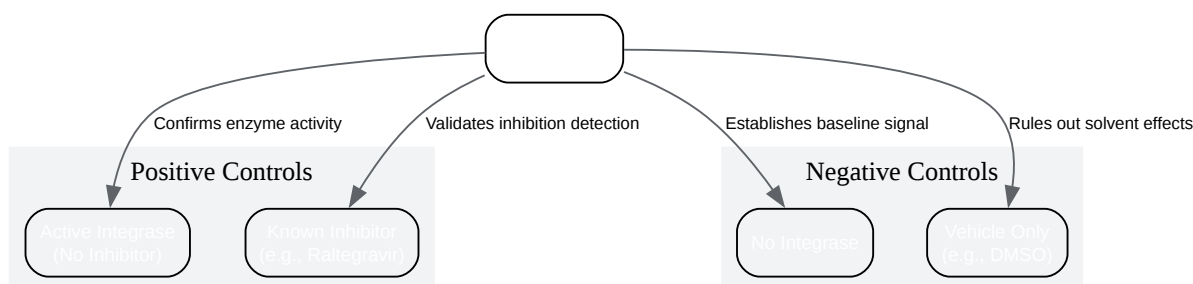 Confirms enzyme activity
Validates inhibition detection
Establishes baseline signal
Rules out solvent effects
Positive Controls
Negative Controls
Active Integrase
(No Inhibitor)
Known Inhibitor
(e.g., Raltegravir)
No Integrase
Vehicle Only
(e.g., DMSO)